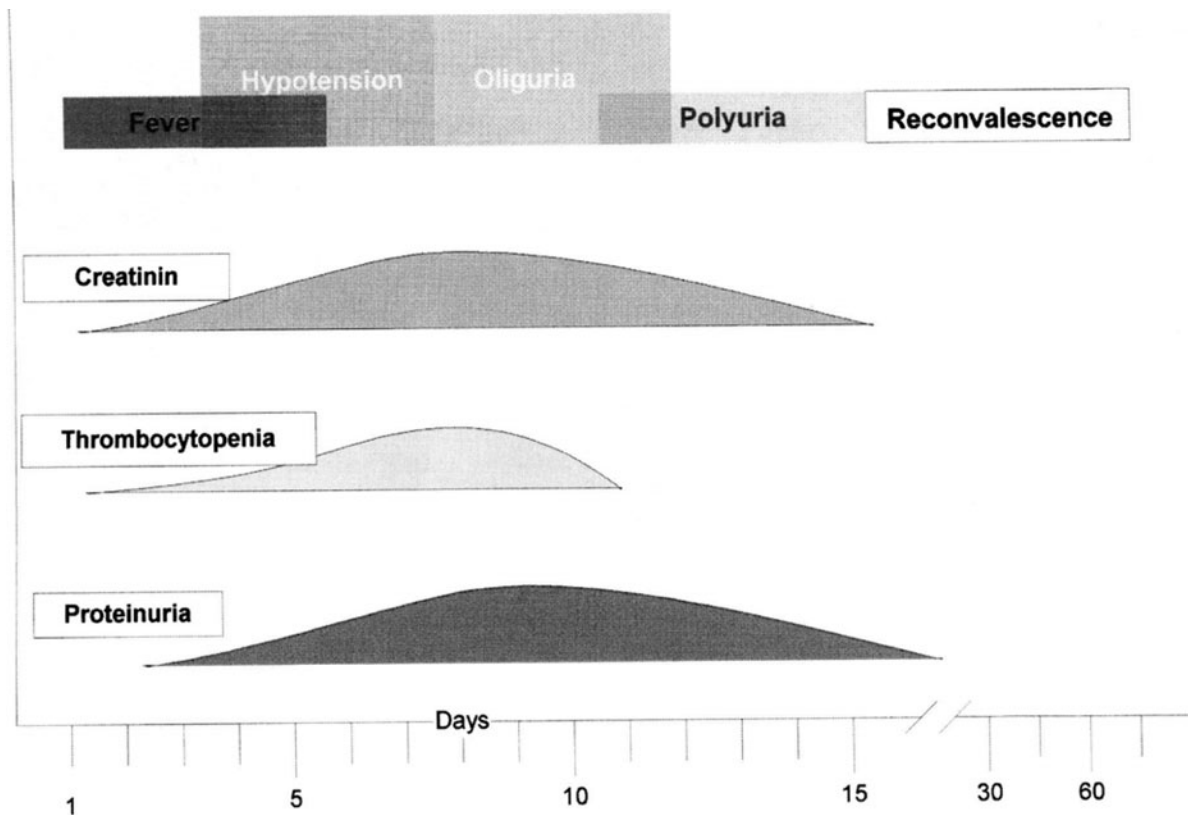 Hypotension Oliguria
Fever Polyuria Reconvalescence
Creatinin
Thrombocytopenia
Proteinuria
Days
1 5 10 15 30 60